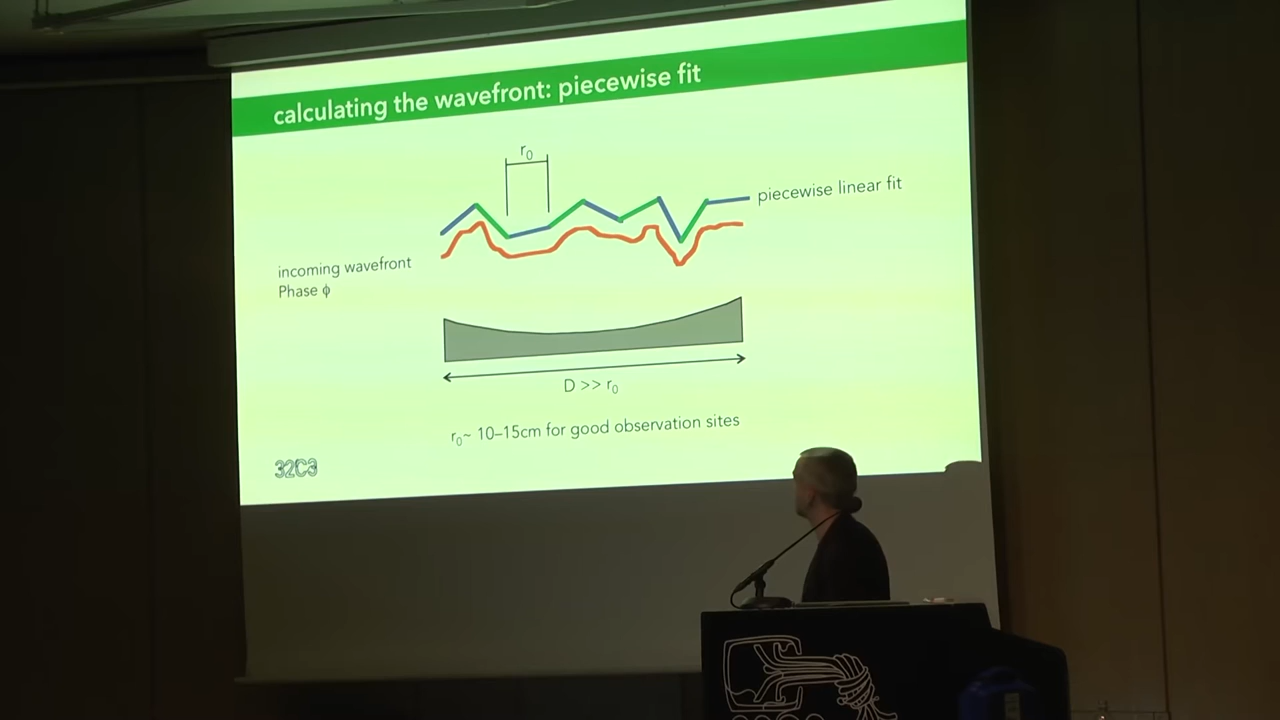 calculating the wavefront: piecewise fit
r₀
piecewise linear fit
incoming wavefront
Phase ϕ
D >> r₀
r₀~ 10–15cm for good observation sites
32C3